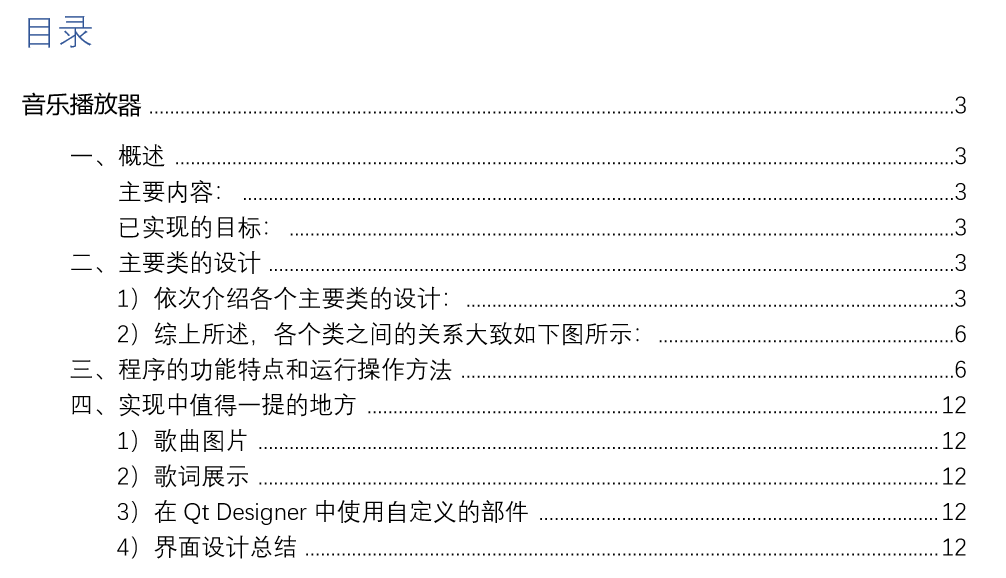 目录
音乐播放器 ........ 3
一、概述 ........ 3
主要内容： ........ 3
已实现的目标： ........ 3
二、主要类的设计 ........ 3
1）依次介绍各个主要类的设计： ........ 3
2）综上所述，各个类之间的关系大致如下图所示： ........ 6
三、程序的功能特点和运行操作方法 ........ 6
四、实现中值得一提的地方 ........ 12
1）歌曲图片 ........ 12
2）歌词展示 ........ 12
3）在 Qt Designer 中使用自定义的部件 ........ 12
4）界面设计总结 ........ 12